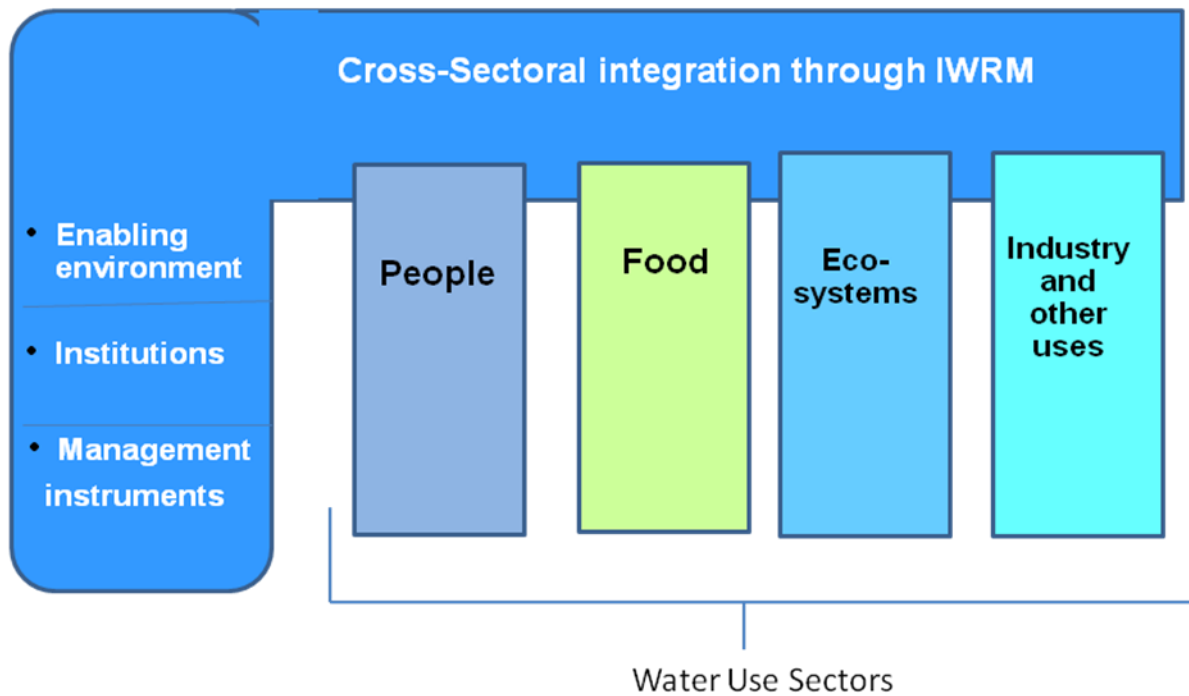 Cross-Sectoral integration through IWRM
• Enabling
environment
• Institutions
• Management
instruments
People
Food
Eco-
systems
Industry
and
other
uses
Water Use Sectors